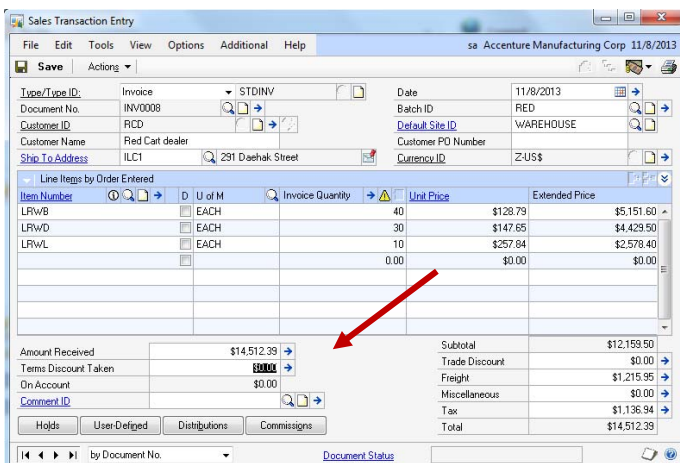 Sales Transaction Entry
File Edit Tools View Options Additional Help sa Accenture Manufacturing Corp 11/8/2013
Save Actions
Type/Type ID: Invoice STDINV Date 11/8/2013
Document No. INV0008 Batch ID RED
Customer ID RCD Default Site ID WAREHOUSE
Customer Name Red Cart dealer Customer PO Number
Ship To Address ILC1 291 Daehak Street Currency ID Z-US$
Line Items by Order Entered
Item Number D U of M Invoice Quantity Unit Price Extended Price
LRWB EACH 40 $128.79 $5,151.60
LRWD EACH 30 $147.65 $4,429.50
LRWL EACH 10 $257.84 $2,578.40
0.00 $0.00 $0.00
Amount Received $14,512.39 Subtotal $12,159.50
Terms Discount Taken $0.00 Trade Discount $0.00
On Account $0.00 Freight $1,215.95
Comment ID Miscellaneous $0.00
Tax $1,136.94
Holds User-Defined Distributions Commissions Total $14,512.39
by Document No. Document Status